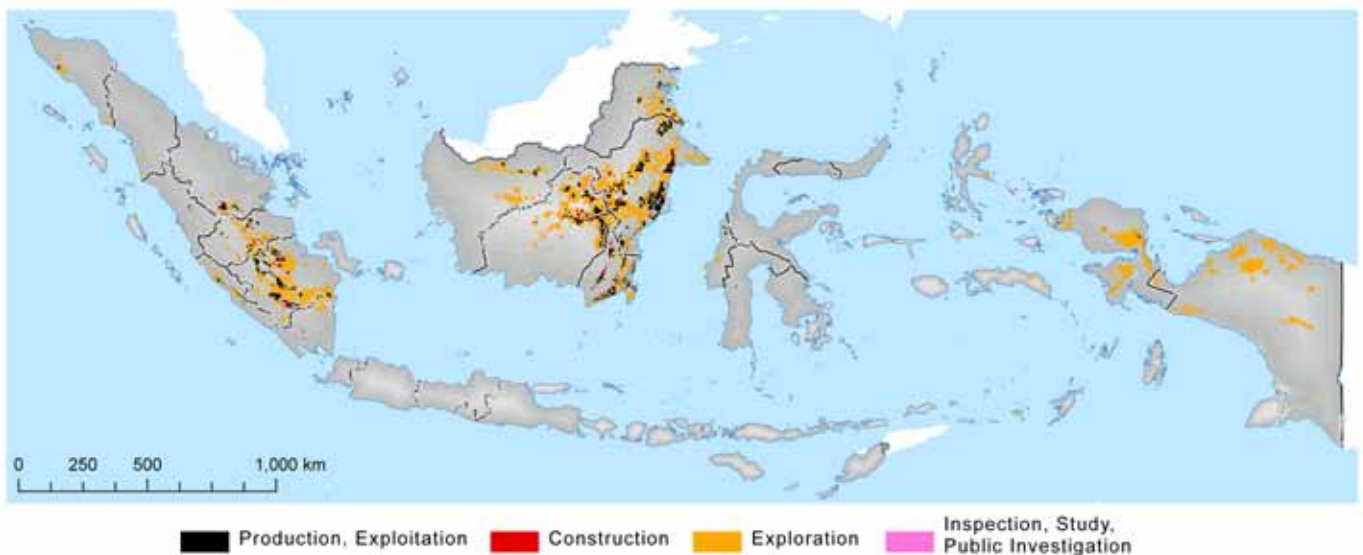 0 250 500 1,000 km
Production, Exploitation Construction Exploration Inspection, Study,
Public Investigation